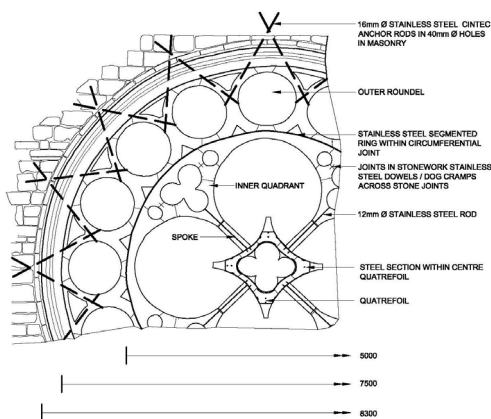 16mm Ø STAINLESS STEEL CINTEC
ANCHOR RODS IN 40mm Ø HOLES
IN MASONRY
OUTER ROUNDEL
STAINLESS STEEL SEGMENTED
RING WITHIN CIRCUMFERENTIAL
JOINT
JOINTS IN STONEWORK STAINLESS
STEEL DOWELS / DOG CRAMPS
ACROSS STONE JOINTS
INNER QUADRANT
12mm Ø STAINLESS STEEL ROD
SPOKE
STEEL SECTION WITHIN CENTRE
QUATREFOIL
QUATREFOIL
5000
7500
8300